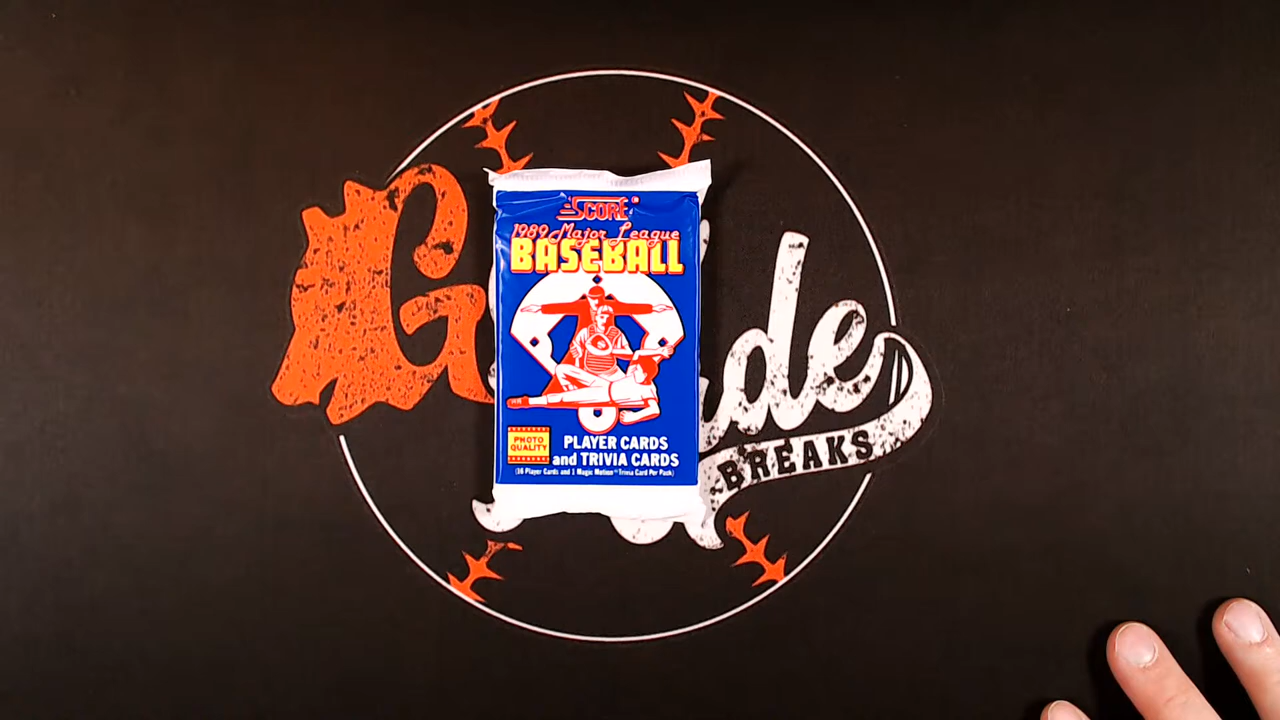 SCORE®
1989 Major League
BASEBALL
PHOTO
QUALITY
PLAYER CARDS
and TRIVIA CARDS
(16 Player Cards and 1 Magic Motion™ Trivia Card Per Pack)
BREAKS